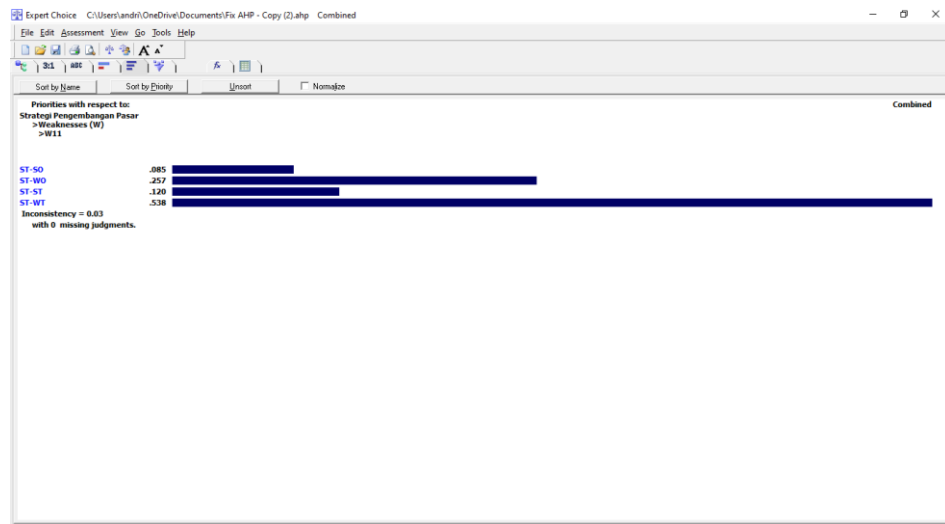 Expert Choice C:\Users\andri\OneDrive\Documents\Fix AHP - Copy (2).ahp Combined
File Edit Assessment View Go Tools Help
3:1 ABC
Sort by Name Sort by Priority Unsort Normalize
Priorities with respect to: Combined
Strategi Pengembangan Pasar
>Weaknesses (W)
>W11
ST-SO .085
ST-WO .257
ST-ST .120
ST-WT .538
Inconsistency = 0.03
with 0 missing judgments.